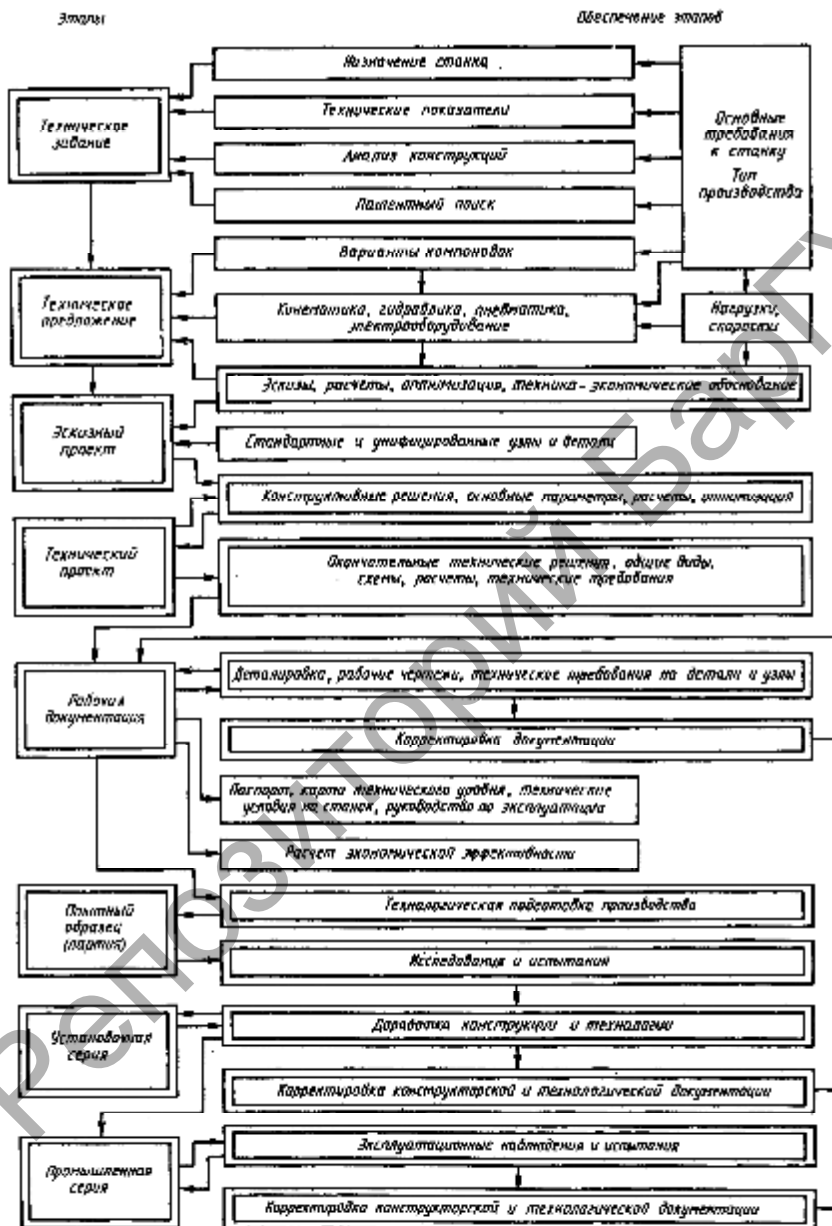 Этапы
Обеспечение этапов
Назначение станка
Технические показатели
Анализ конструкций
Патентный поиск
Основные
требования
к станку
Тип
производства
Техническое
задание
Варианты компоновок
Техническое
предложение
Кинематика, гидравлика, пневматика,
электрооборудование
Нагрузки,
скорости
Эскизы, расчеты, оптимизация, технико-экономическое обоснование
Эскизный
проект
Стандартные и унифицированные узлы и детали
Конструктивные решения, основные параметры, расчеты, оптимизация
Технический
проект
Окончательные технические решения, общие виды,
схемы, расчеты, технические требования
Рабочая
документация
Деталировка, рабочие чертежи, технические требования на детали и узлы
Корректировка документации
Паспорт, карта технического уровня, технические
условия на станок, руководство по эксплуатации
Расчет экономической эффективности
Опытный
образец
(партия)
Технологическая подготовка производства
Исследования и испытания
Установочная
серия
Доработка конструкции и технологии
Корректировка конструкторской и технологической документации
Промышленная
серия
Эксплуатационные наблюдения и испытания
Корректировка конструкторской и технологической документации
Репозиторий БарГУ